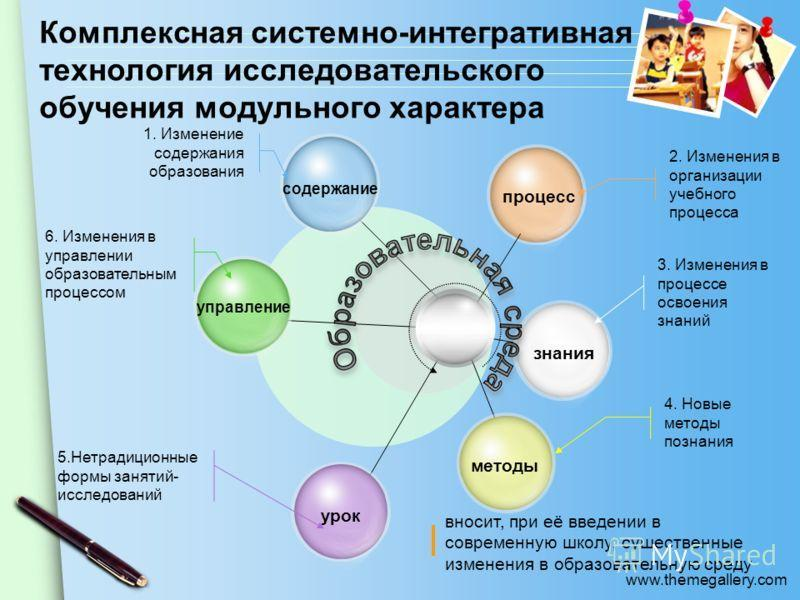 Комплексная системно-интегративная
технология исследовательского
обучения модульного характера
1. Изменение
содержания
образования
содержание
процесс
2. Изменения в
организации
учебного
процесса
6. Изменения в
управлении
образовательным
процессом
управление
Образовательная среда
3. Изменения в
процессе
освоения
знаний
знания
4. Новые
методы
познания
методы
5.Нетрадиционные
формы занятий-
исследований
урок
вносит, при её введении в
современную школу, существенные
изменения в образовательную среду
MyShared
www.themegallery.com